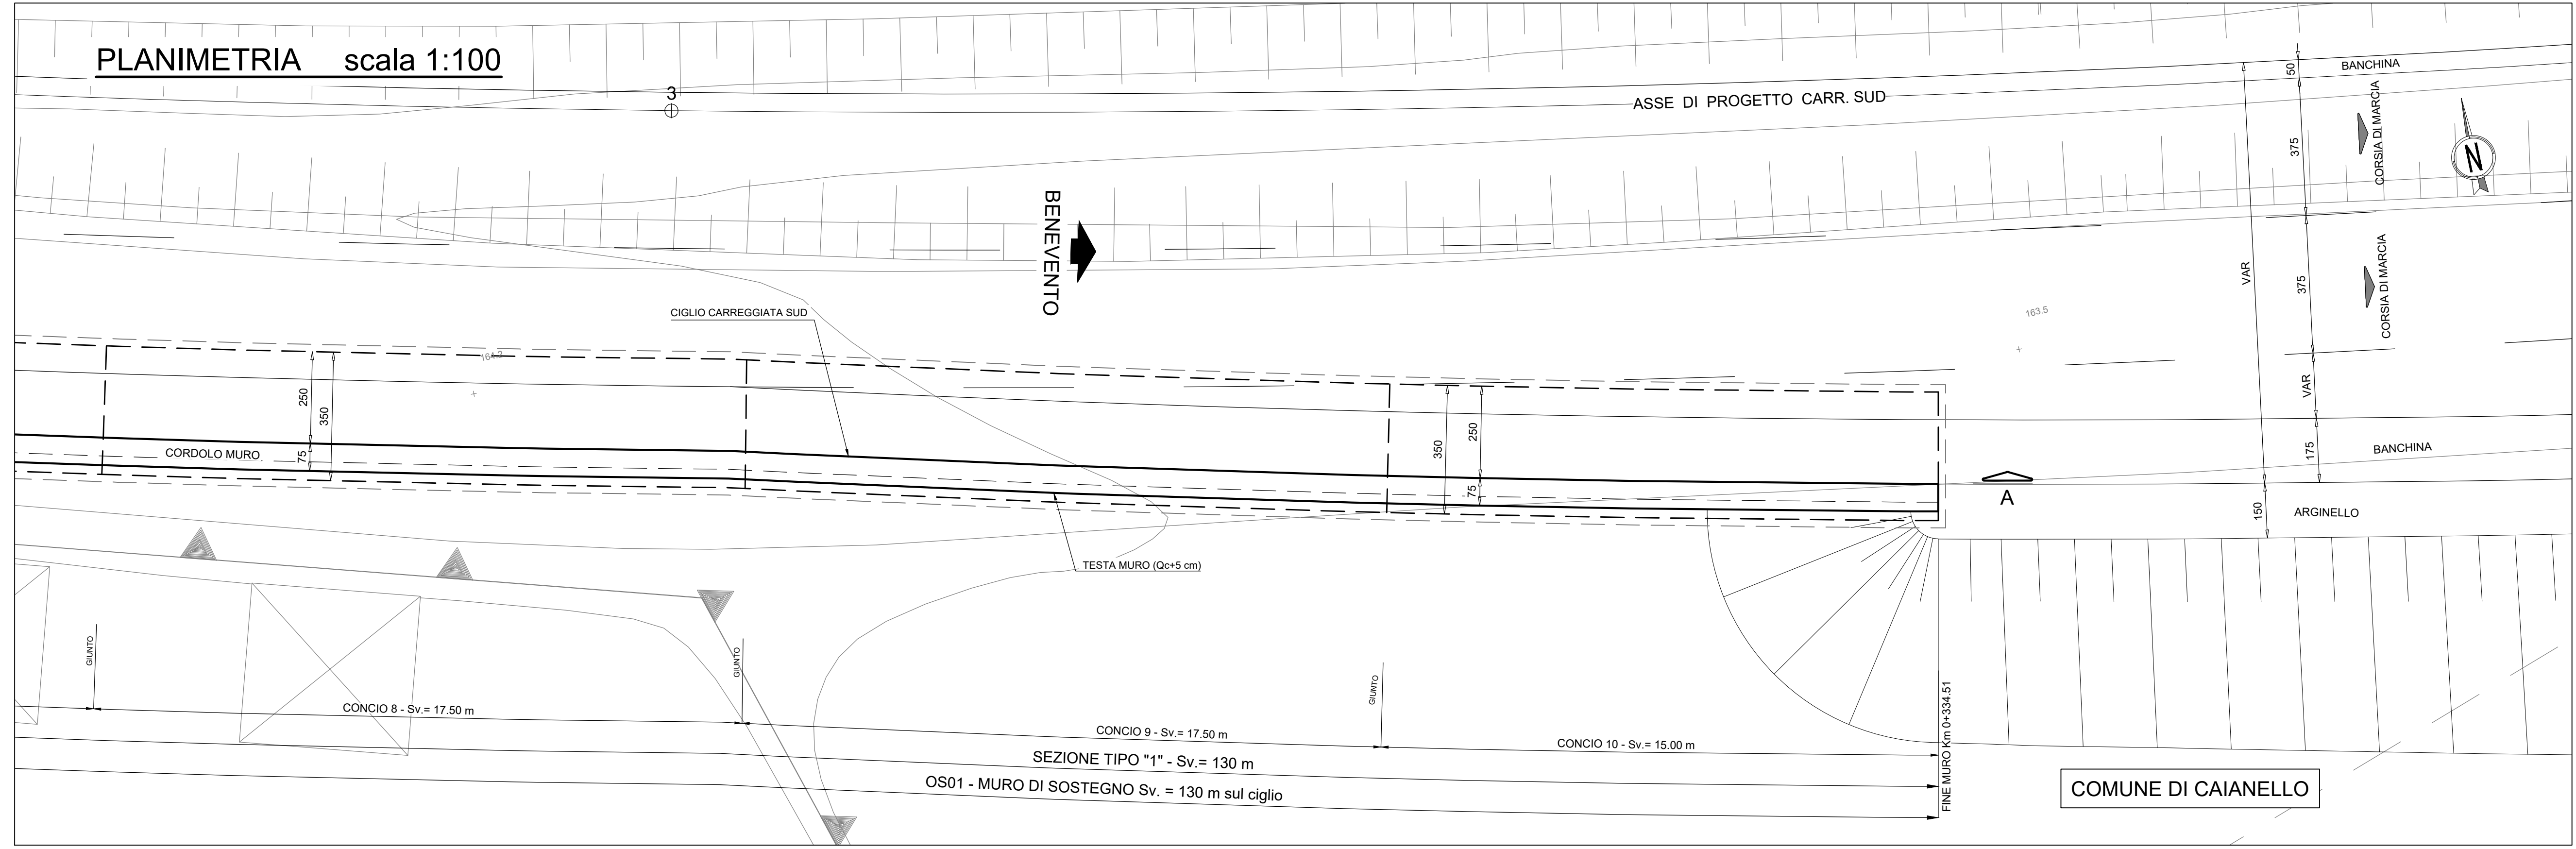 PLANIMETRIA scala 1:100
3
ASSE DI PROGETTO CARR. SUD
50
BANCHINA
375
CORSIA DI MARCIA
N
BENEVENTO
VAR
375
CORSIA DI MARCIA
163.5
CIGLIO CARREGGIATA SUD
164.2
250
350
VAR
CORDOLO MURO
75
350
250
75
175
BANCHINA
A
150
ARGINELLO
TESTA MURO (Qc+5 cm)
GIUNTO
GIUNTO
GIUNTO
CONCIO 8 - Sv.= 17.50 m
CONCIO 9 - Sv.= 17.50 m
CONCIO 10 - Sv.= 15.00 m
SEZIONE TIPO "1" - Sv.= 130 m
OS01 - MURO DI SOSTEGNO Sv. = 130 m sul ciglio
FINE MURO Km 0+334.51
COMUNE DI CAIANELLO